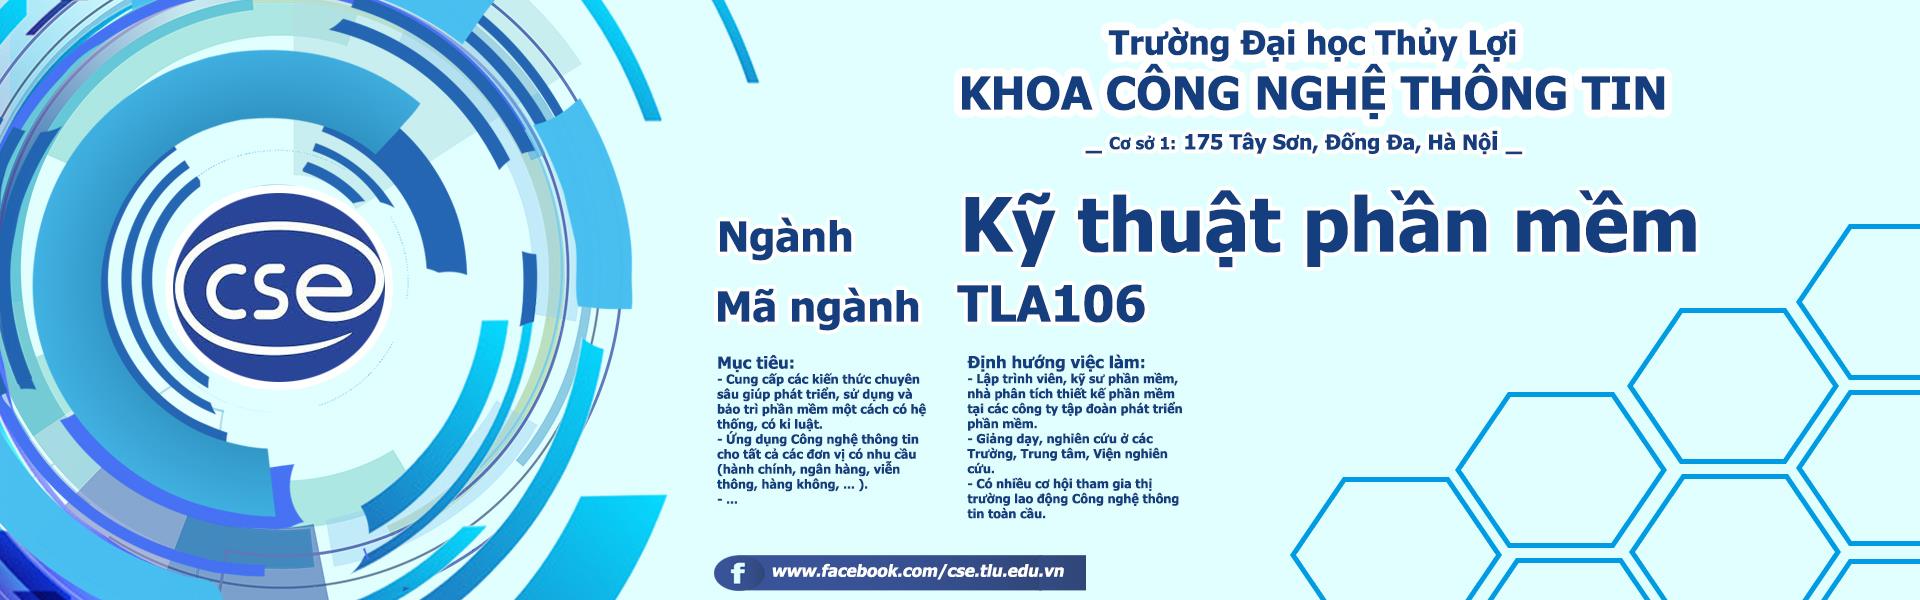 cse
Trường Đại học Thủy Lợi
KHOA CÔNG NGHỆ THÔNG TIN
_ Cơ sở 1: 175 Tây Sơn, Đống Đa, Hà Nội _
Ngành Kỹ thuật phần mềm
Mã ngành TLA106
Mục tiêu:
- Cung cấp các kiến thức chuyên
sâu giúp phát triển, sử dụng và
bảo trì phần mềm một cách có hệ
thống, có kỉ luật.
- Ứng dụng Công nghệ thông tin
cho tất cả các đơn vị có nhu cầu
(hành chính, ngân hàng, viễn
thông, hàng không, ... ).
- ...
Định hướng việc làm:
- Lập trình viên, kỹ sư phần mềm,
nhà phân tích thiết kế phần mềm
tại các công ty tập đoàn phát triển
phần mềm.
- Giảng dạy, nghiên cứu ở các
Trường, Trung tâm, Viện nghiên
cứu.
- Có nhiều cơ hội tham gia thị
trường lao động Công nghệ thông
tin toàn cầu.
f www.facebook.com/cse.tlu.edu.vn